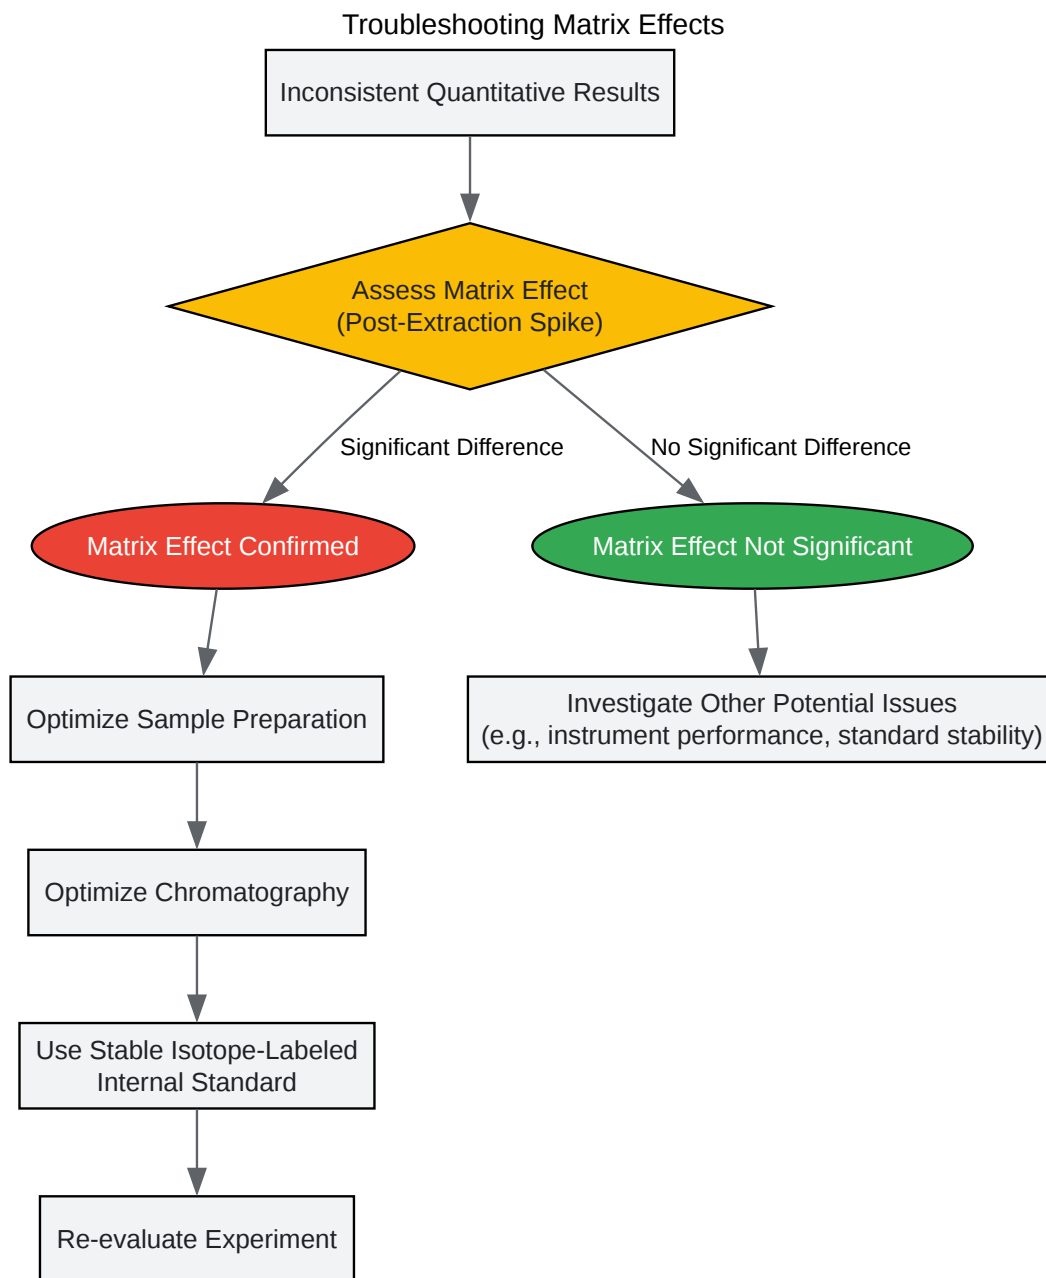 Troubleshooting Matrix Effects
Inconsistent Quantitative Results
Assess Matrix Effect
(Post-Extraction Spike)
Significant Difference
No Significant Difference
Matrix Effect Confirmed
Matrix Effect Not Significant
Optimize Sample Preparation
Investigate Other Potential Issues
(e.g., instrument performance, standard stability)
Optimize Chromatography
Use Stable Isotope-Labeled
Internal Standard
Re-evaluate Experiment